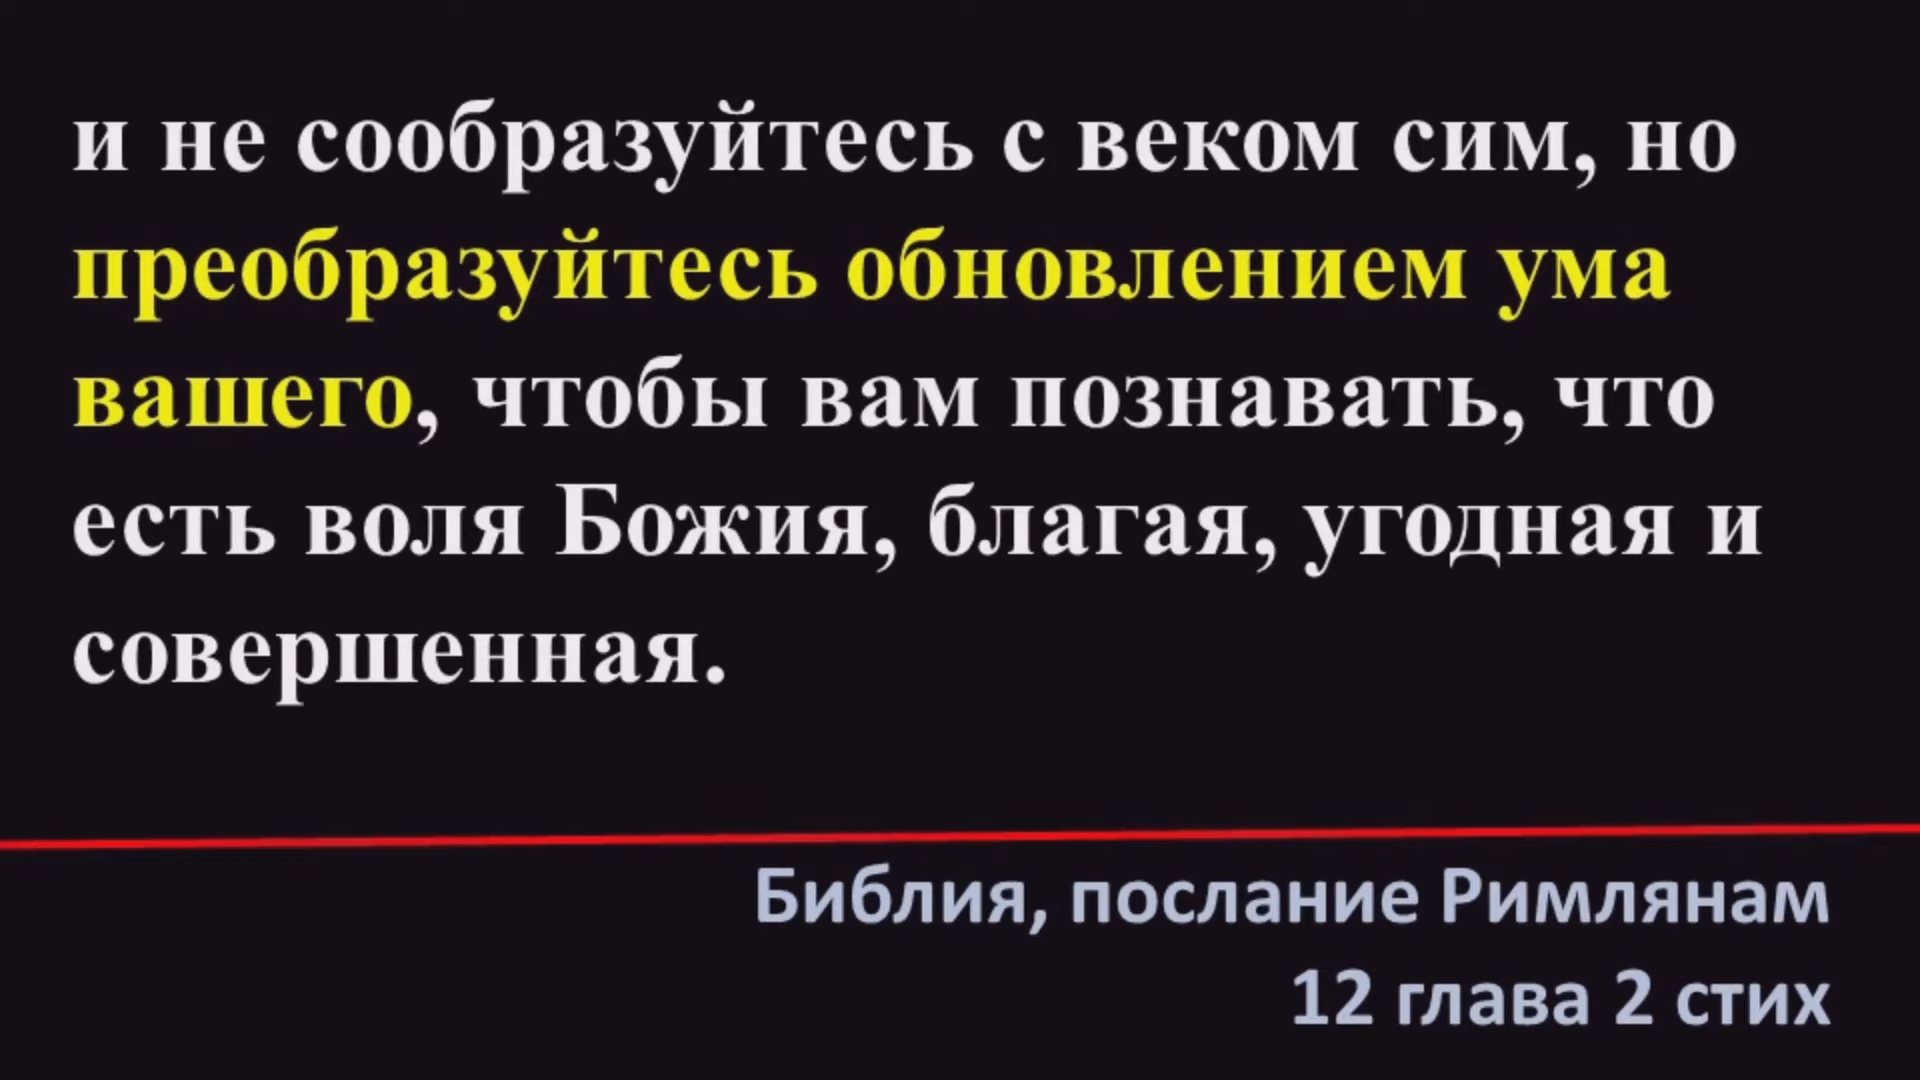 и не сообразуйтесь с веком сим, но
преобразуйтесь обновлением ума
вашего, чтобы вам познавать, что
есть воля Божия, благая, угодная и
совершенная.
Библия, послание Римлянам
12 глава 2 стих